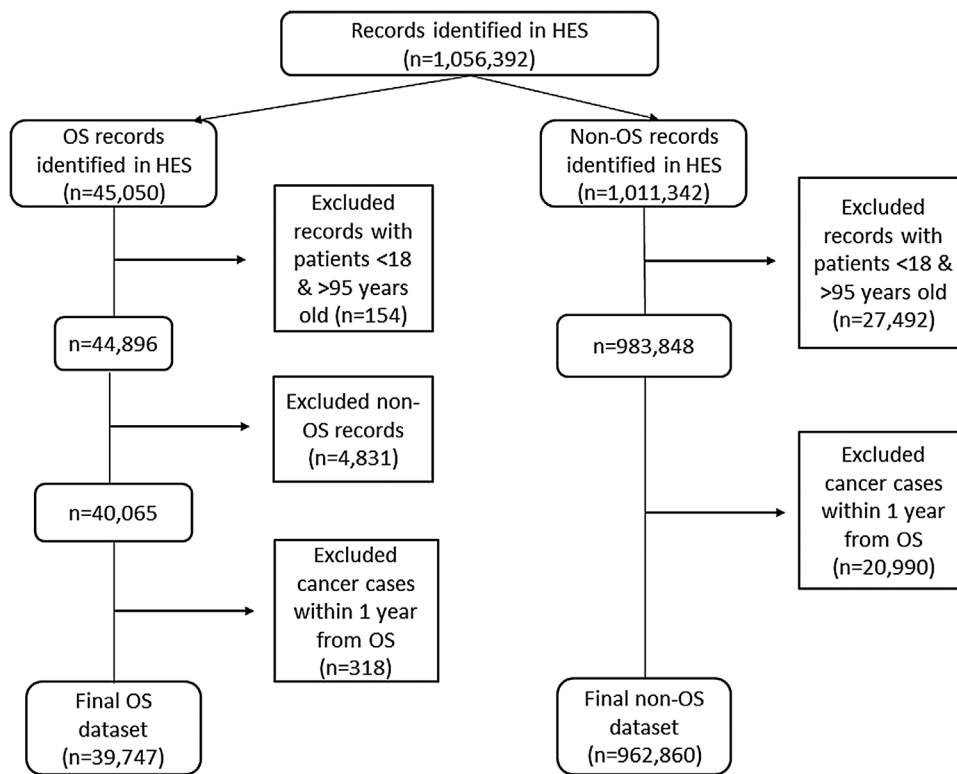 Records identified in HES
(n=1,056,392)
OS records
identified in HES
(n=45,050)
Non-OS records
identified in HES
(n=1,011,342)
Excluded
records with
patients <18
& >95 years
old (n=154)
Excluded
records with
patients <18 &
>95 years old
(n=27,492)
n=44,896
n=983,848
Excluded non-
OS records
(n=4,831)
n=40,065
Excluded
cancer cases
within 1 year
from OS
(n=20,990)
Excluded
cancer cases
within 1 year
from OS
(n=318)
Final OS
dataset
(n=39,747)
Final non-OS
dataset
(n=962,860)